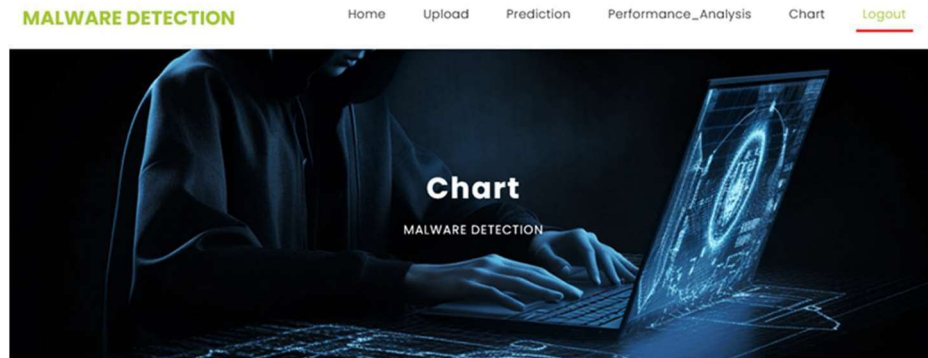 MALWARE DETECTION Home Upload Prediction Performance_Analysis Chart Logout
Chart
MALWARE DETECTION